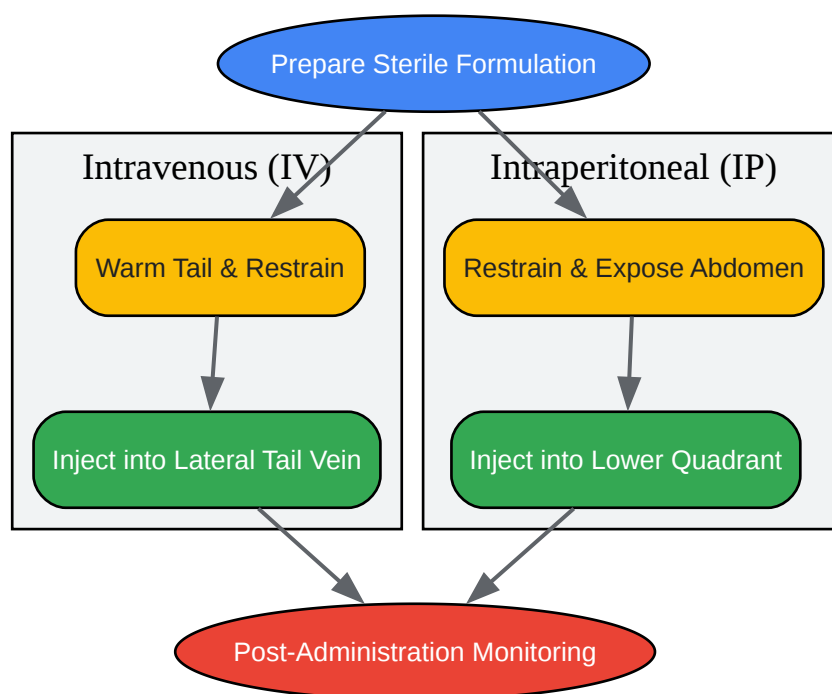 Prepare Sterile Formulation
Intravenous (IV)
Intraperitoneal (IP)
Warm Tail & Restrain
Restrain & Expose Abdomen
Inject into Lateral Tail Vein
Inject into Lower Quadrant
Post-Administration Monitoring